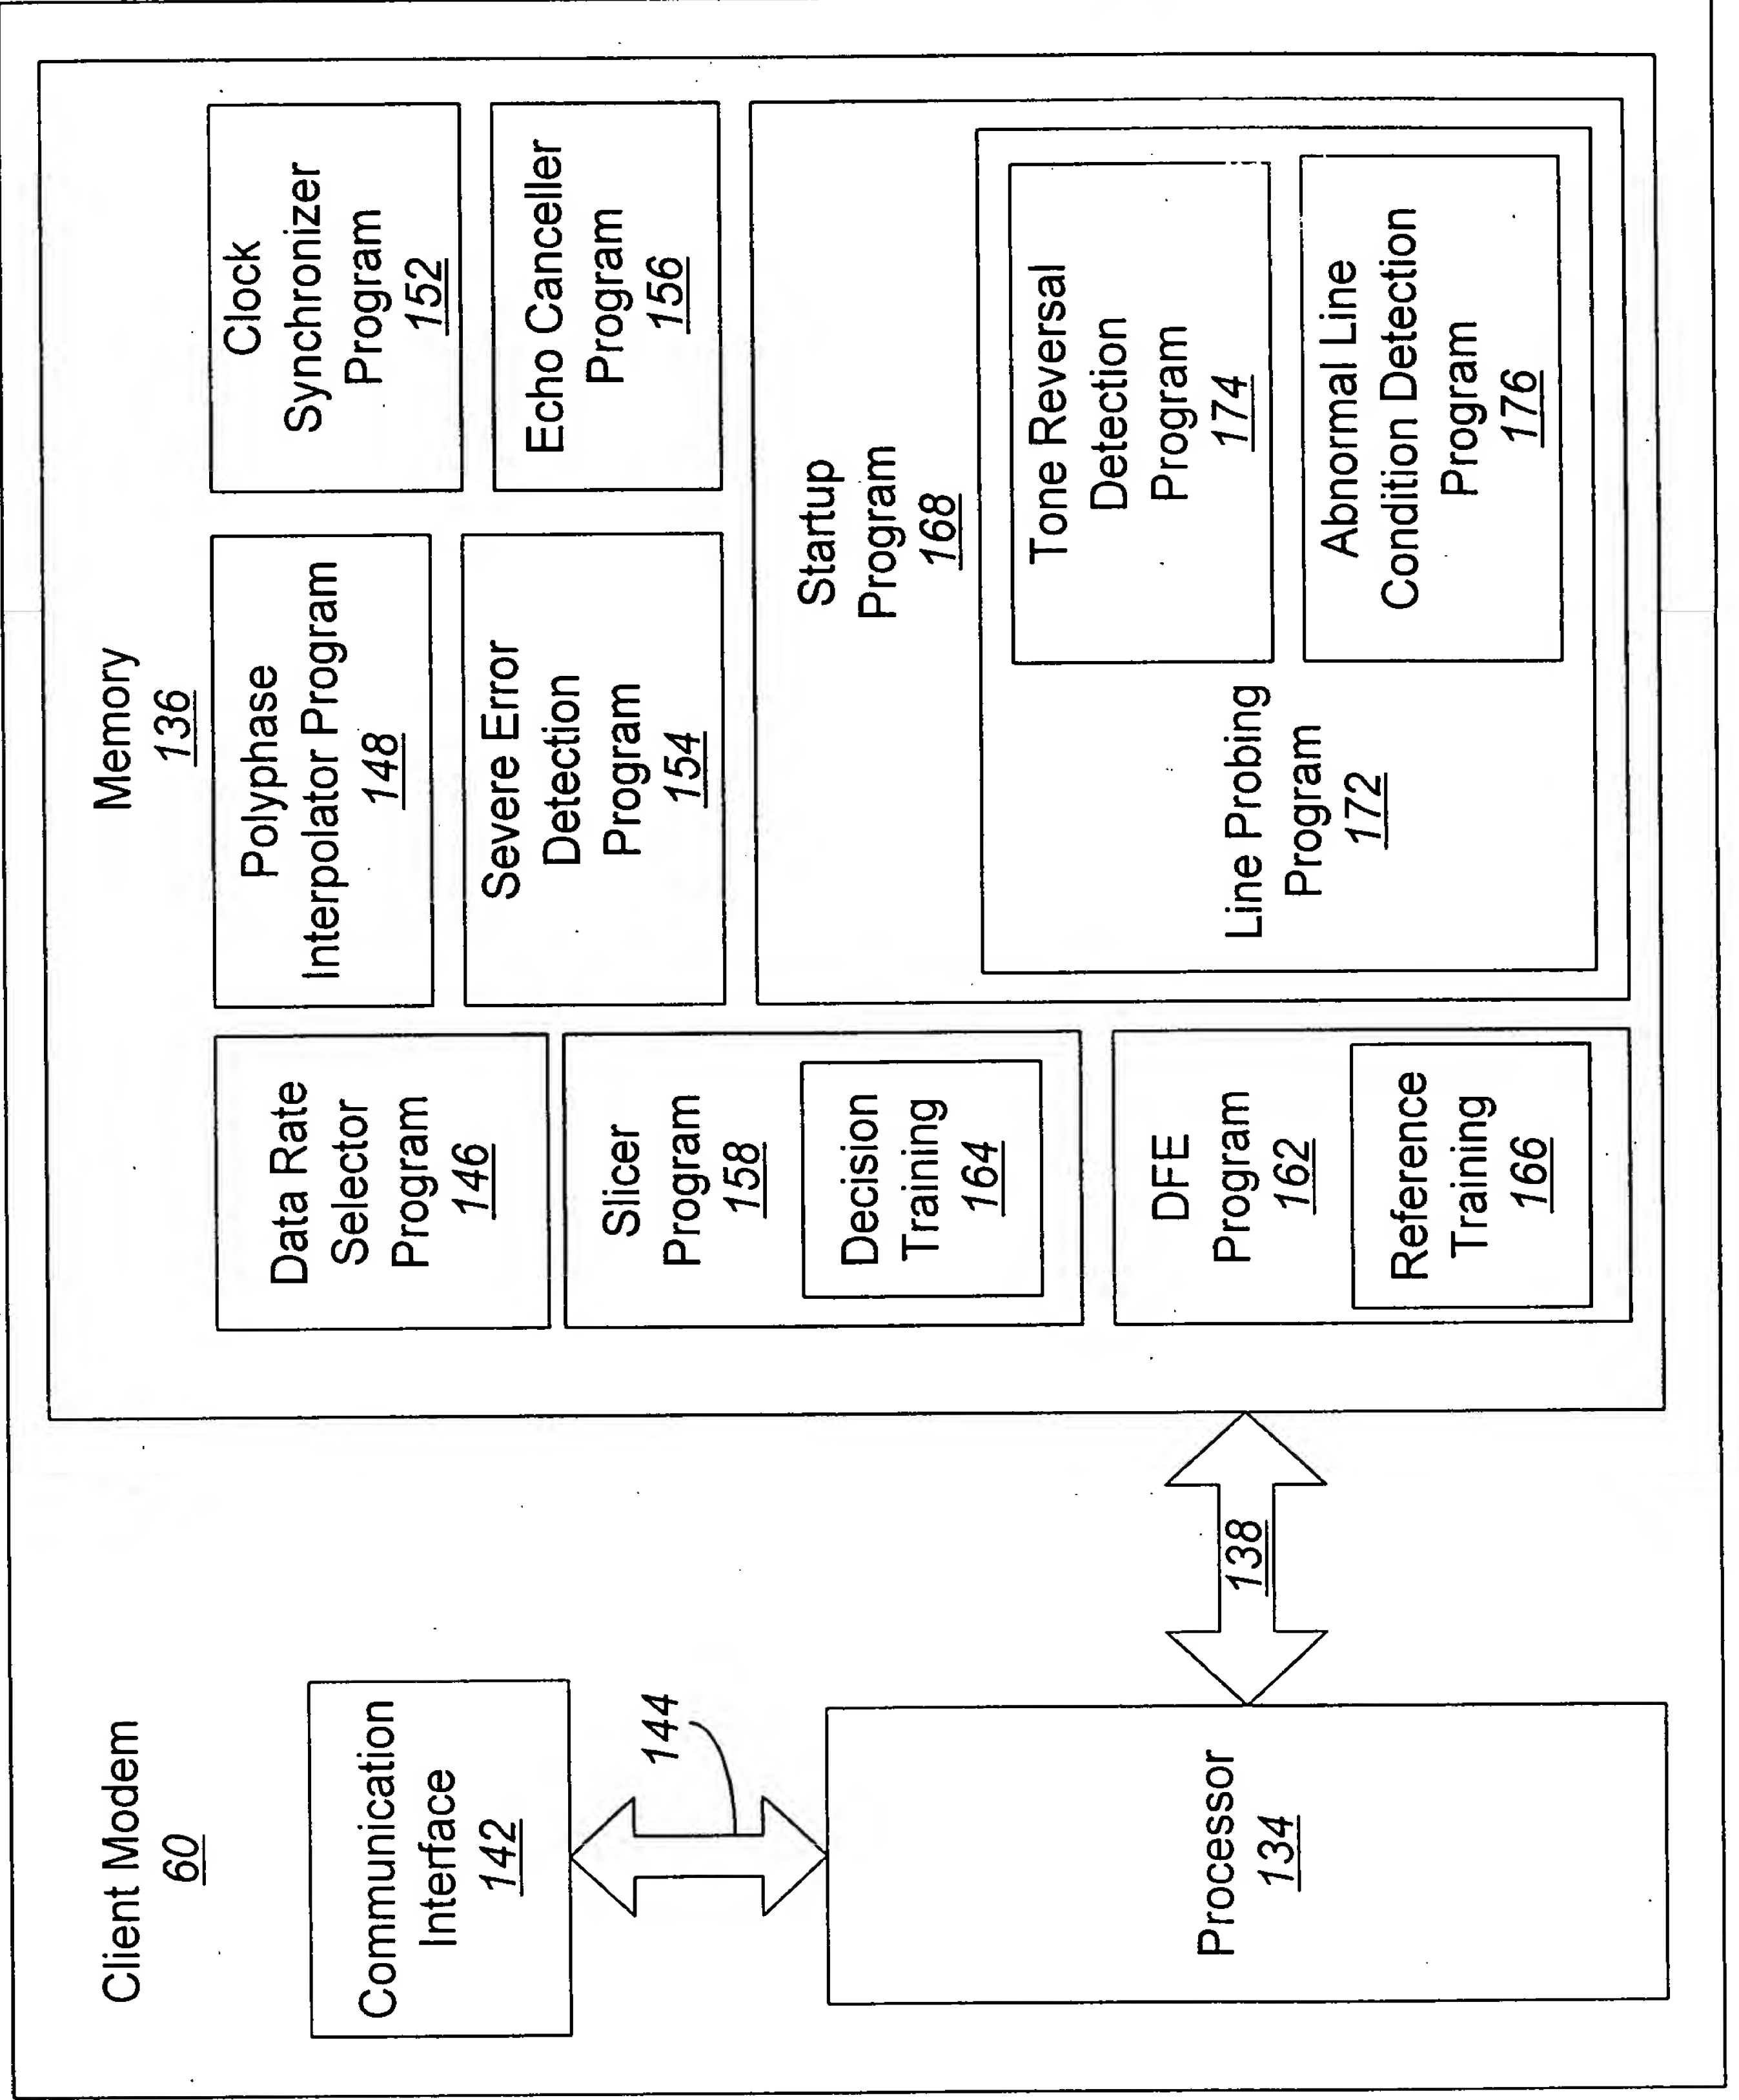 Client Modem
60
Communication
Interface
142
144
Processor
134
138
Memory
136
Data Rate
Selector
Program
146
Polyphase
Interpolator Program
148
Clock
Synchronizer
Program
152
Severe Error
Detection
Program
154
Echo Canceller
Program
156
Slicer
Program
158
Decision
Training
164
DFE
Program
162
Reference
Training
166
Startup
Program
168
Line Probing
Program
172
Tone Reversal
Detection
Program
174
Abnormal Line
Condition Detection
Program
176